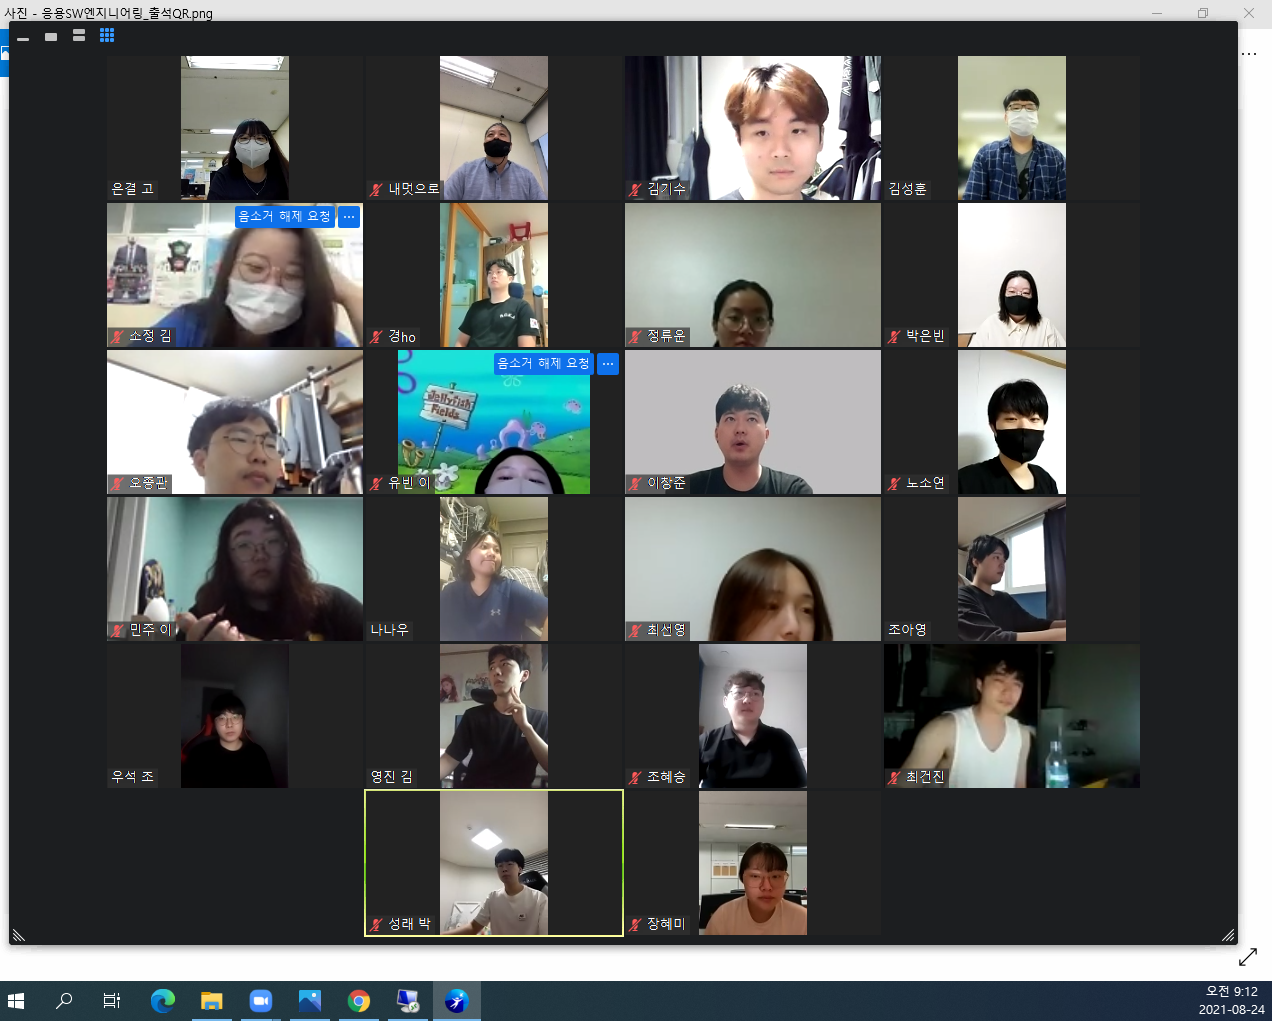 사진 - 응용SW엔지니어링_출석QR.png
은결 고
내멋으로
김기수
김성훈
음소거 해제 요청 ...
소정 김
경ho
정류운
박은빈
Jellyfish
Fields
음소거 해제 요청 ...
오종관
유빈 이
이창준
노소연
민주 이
나나우
최선영
조아영
우석 조
영진 김
조혜승
최건진
성래 박
장혜미
오전 9:12
2021-08-24